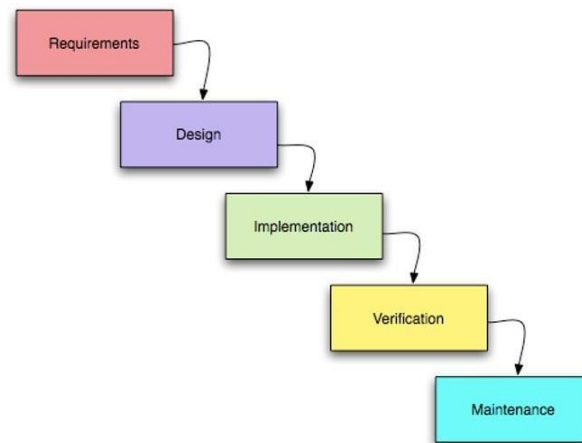 Requirements
Design
Implementation
Verification
Maintenance